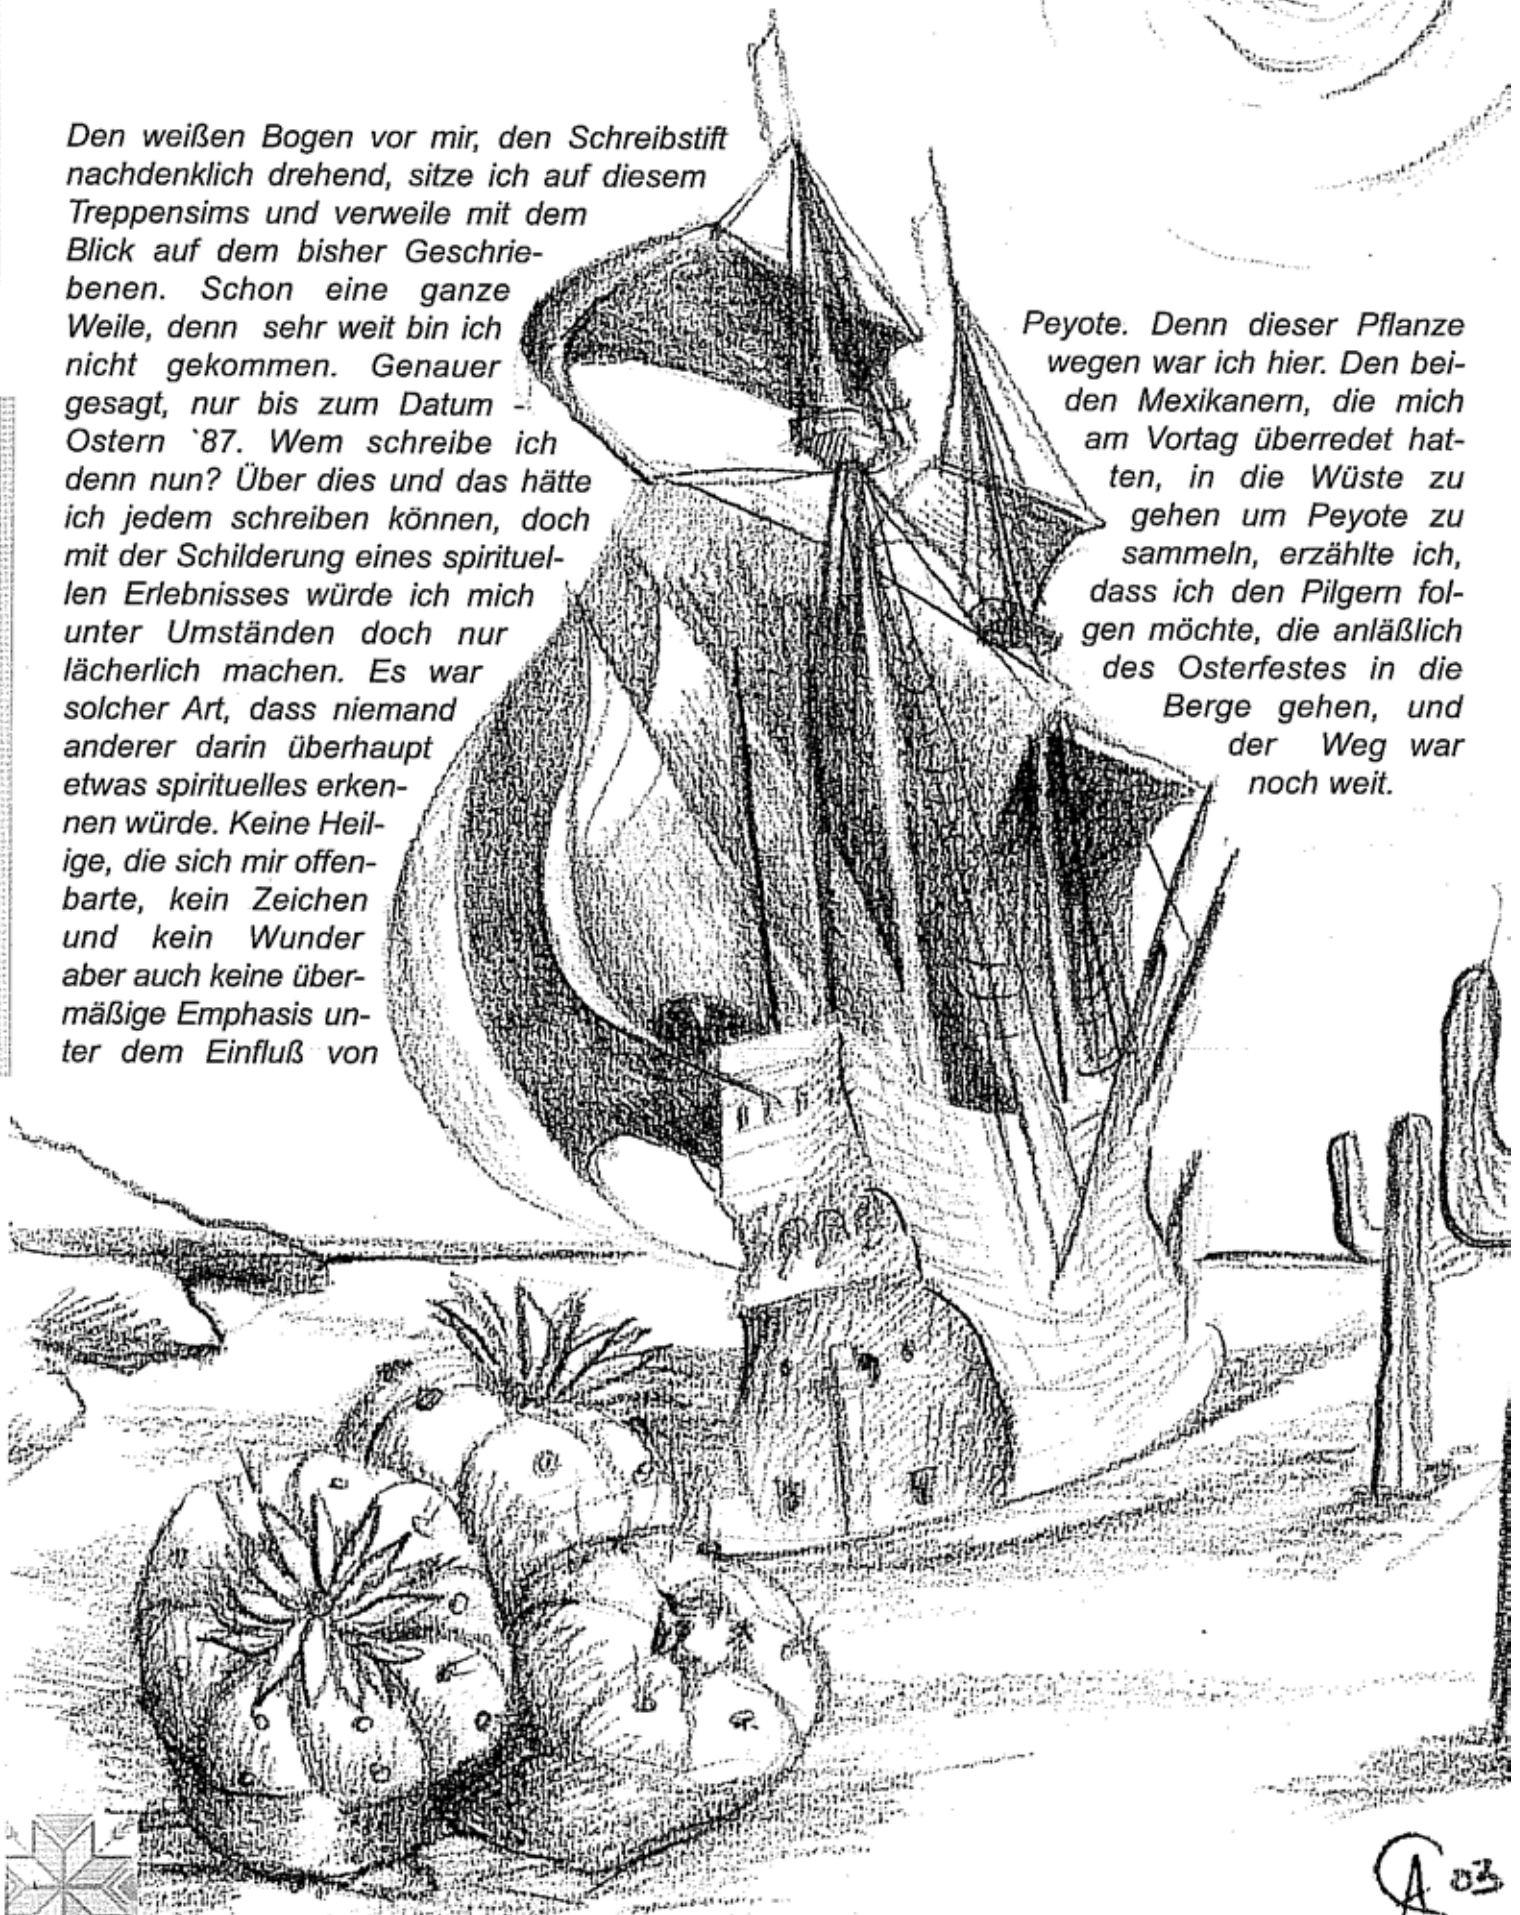 Den weißen Bogen vor mir, den Schreibstift
nachdenklich drehend, sitze ich auf diesem
Treppensims und verweile mit dem
Blick auf dem bisher Geschrie-
benen. Schon eine ganze
Weile, denn sehr weit bin ich
nicht gekommen. Genauer
gesagt, nur bis zum Datum -
Ostern `87. Wem schreibe ich
denn nun? Über dies und das hätte
ich jedem schreiben können, doch
mit der Schilderung eines spirituel-
len Erlebnisses würde ich mich
unter Umständen doch nur
lächerlich machen. Es war
solcher Art, dass niemand
anderer darin überhaupt
etwas spirituelles erken-
nen würde. Keine Heil-
ige, die sich mir offen-
barte, kein Zeichen
und kein Wunder
aber auch keine über-
mäßige Emphasis un-
ter dem Einfluß von
Peyote. Denn dieser Pflanze
wegen war ich hier. Den bei-
den Mexikanern, die mich
am Vortag überredet hat-
ten, in die Wüste zu
gehen um Peyote zu
sammeln, erzählte ich,
dass ich den Pilgern fol-
gen möchte, die anläßlich
des Osterfestes in die
Berge gehen, und
der Weg war
noch weit.
CA 03